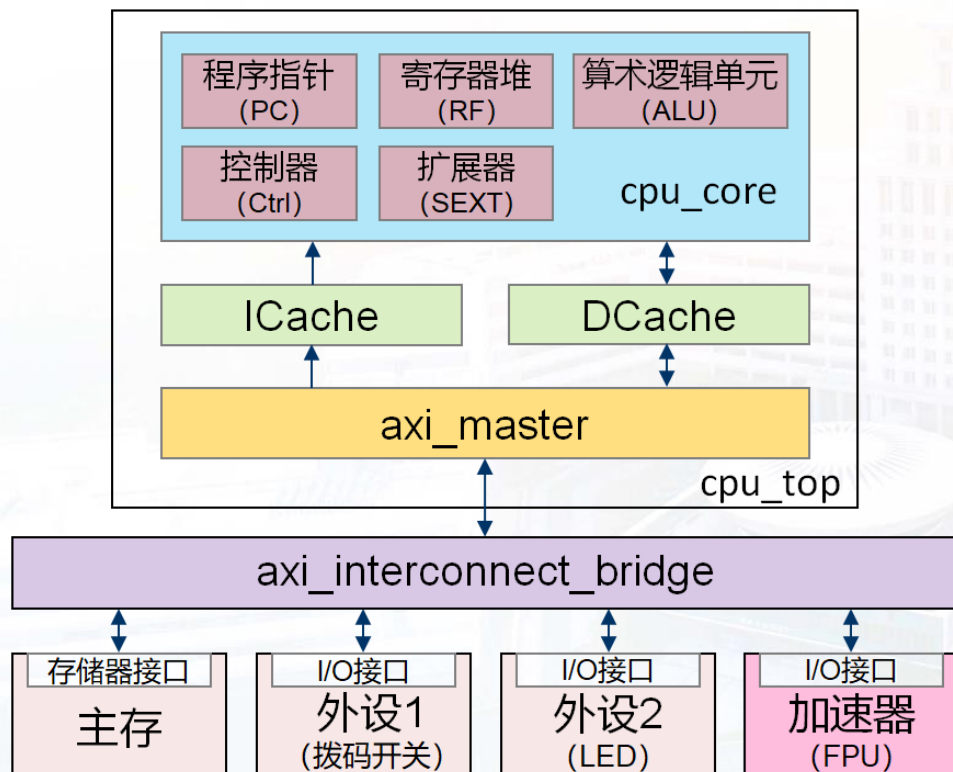 程序指针
(PC)
寄存器堆
(RF)
算术逻辑单元
(ALU)
控制器
(Ctrl)
扩展器
(SEXT)
cpu_core
ICache
DCache
axi_master
cpu_top
axi_interconnect_bridge
存储器接口
主存
I/O接口
外设1
(拨码开关)
I/O接口
外设2
(LED)
I/O接口
加速器
(FPU)